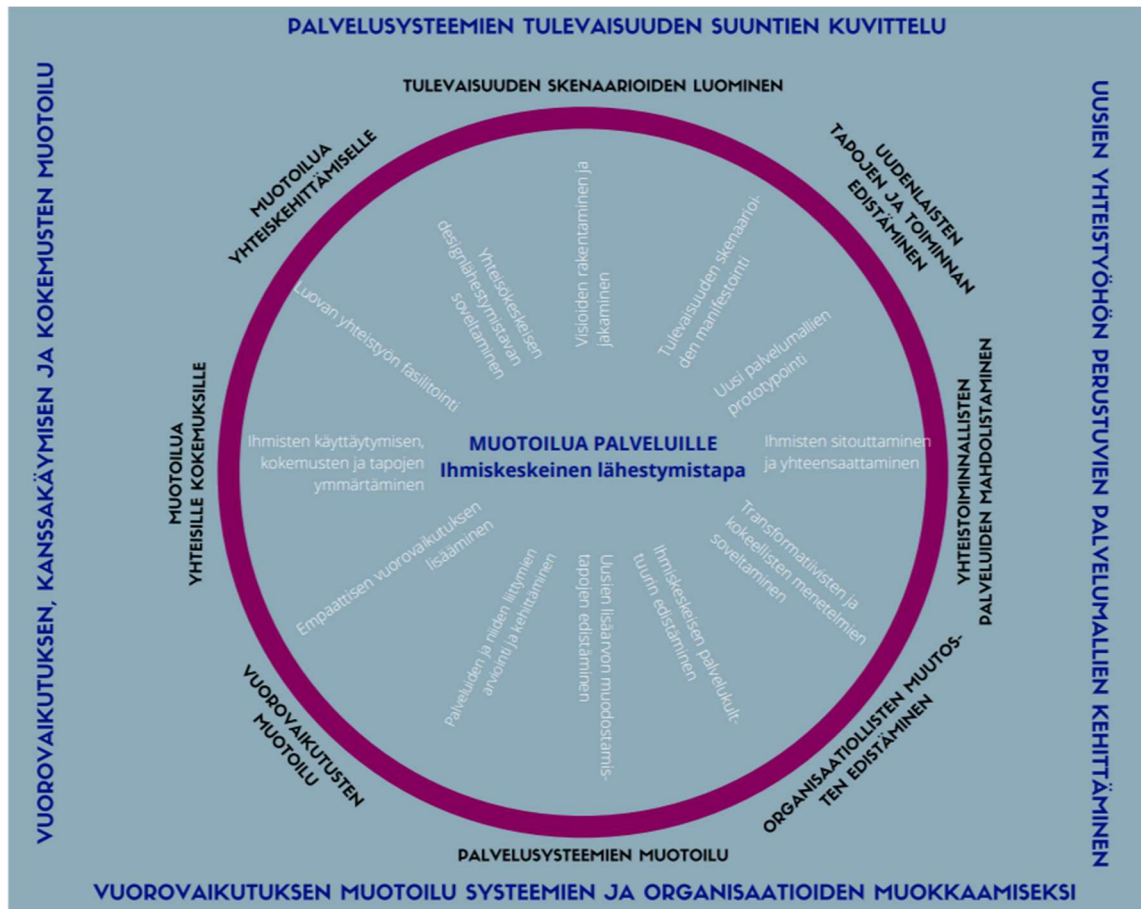 PALVELUSYSTEEMIEN TULEVAISUUDEN SUUNTIEN KUVITTELU
VUOROVAIKUTUKSEN, KANSSAKÄYMISEN JA KOKEMUSTEN MUOTOILU
UUSIEN YHTEISTYÖHÖN PERUSTUVIEN PALVELUMALLIEN KEHITTÄMINEN
TULEVAISUUDEN SKENAARIOIDEN LUOMINEN
UUDENLAISTEN
TAPOJEN JA TOIMINNAN
EDISTÄMINEN
YHTEISTOIMINNALLISTEN
PALVELUIDEN MAHDOLISTAMINEN
ORGANISAATIOLLISTEN MUUTOS-
TEN EDISTÄMINEN
PALVELUSYSTEEMIEN MUOTOILU
VUOROVAIKUTUSTEN
MUOTOILU
MUOTOILUA
YHTEISILLE KOKEMUKSILLE
MUOTOILUA
YHTEISKEHITTÄMISELLE
Visioiden rakentaminen ja
jakaminen
Tulevaisuuden skenaarioi-
den manifestointi
Uusi palvelumallien
prototypointi
Ihmisten sitouttaminen
ja yhteensaattaminen
Transformatiivisten ja
kokeellisten menetelmien
soveltaminen
Ihmiskeskeisen palvelukult-
tuurin edistäminen
Uusien lisäarvon muodostamis-
tapojen edistäminen
Palveluiden ja niiden liittymien
arviointi ja kehittäminen
Empaattisen vuorovaikutuksen
lisääminen
Ihmisten käyttäytymisen,
kokemusten ja tapojen
ymmärtäminen
Luovan yhteistyön fasilitointi
Yhteisökeskeisen
designlähestymistavan
soveltaminen
MUOTOILUA PALVELUILLE
Ihmiskeskeinen lähestymistapa
VUOROVAIKUTUKSEN MUOTOILU SYSTEEMIEN JA ORGANISAATIOIDEN MUOKKAAMISEKSI